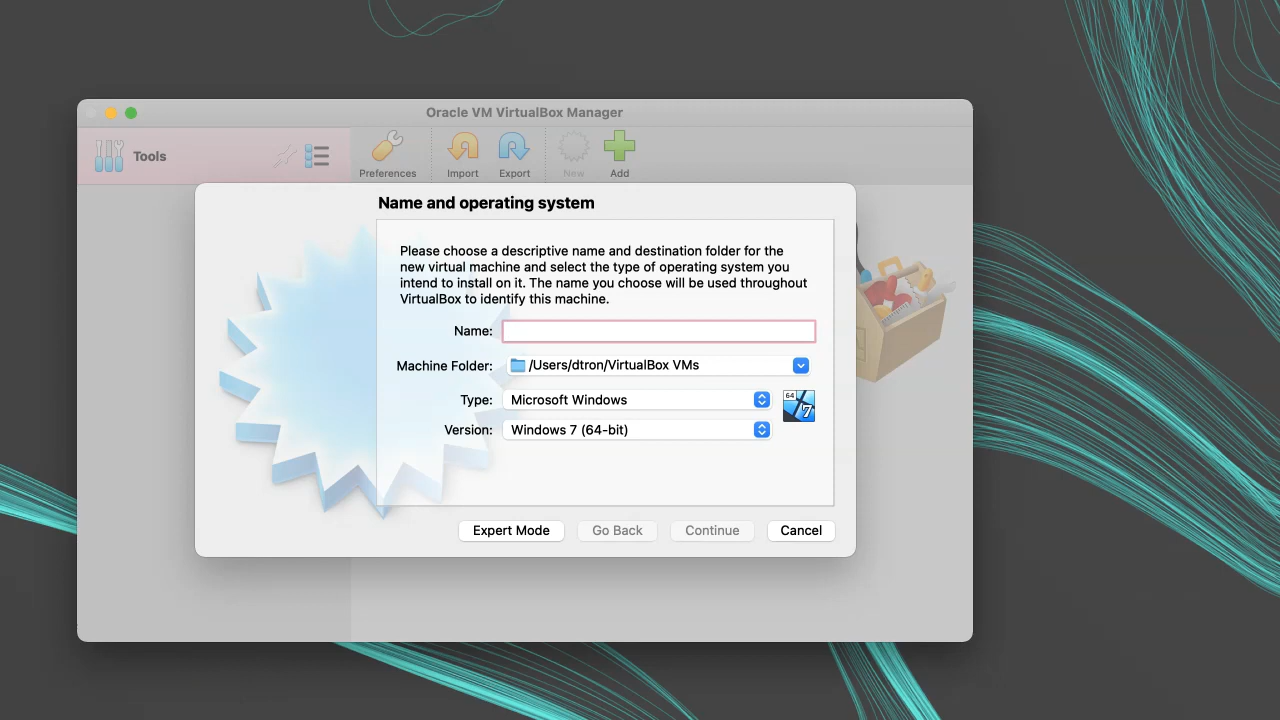 Oracle VM VirtualBox Manager
Tools
Preferences
Import
Export
New
Add
Name and operating system
Please choose a descriptive name and destination folder for the
new virtual machine and select the type of operating system you
intend to install on it. The name you choose will be used throughout
VirtualBox to identify this machine.
Name:
Machine Folder: /Users/dtron/VirtualBox VMs
Type: Microsoft Windows
64
7
Version: Windows 7 (64-bit)
Expert Mode
Go Back
Continue
Cancel